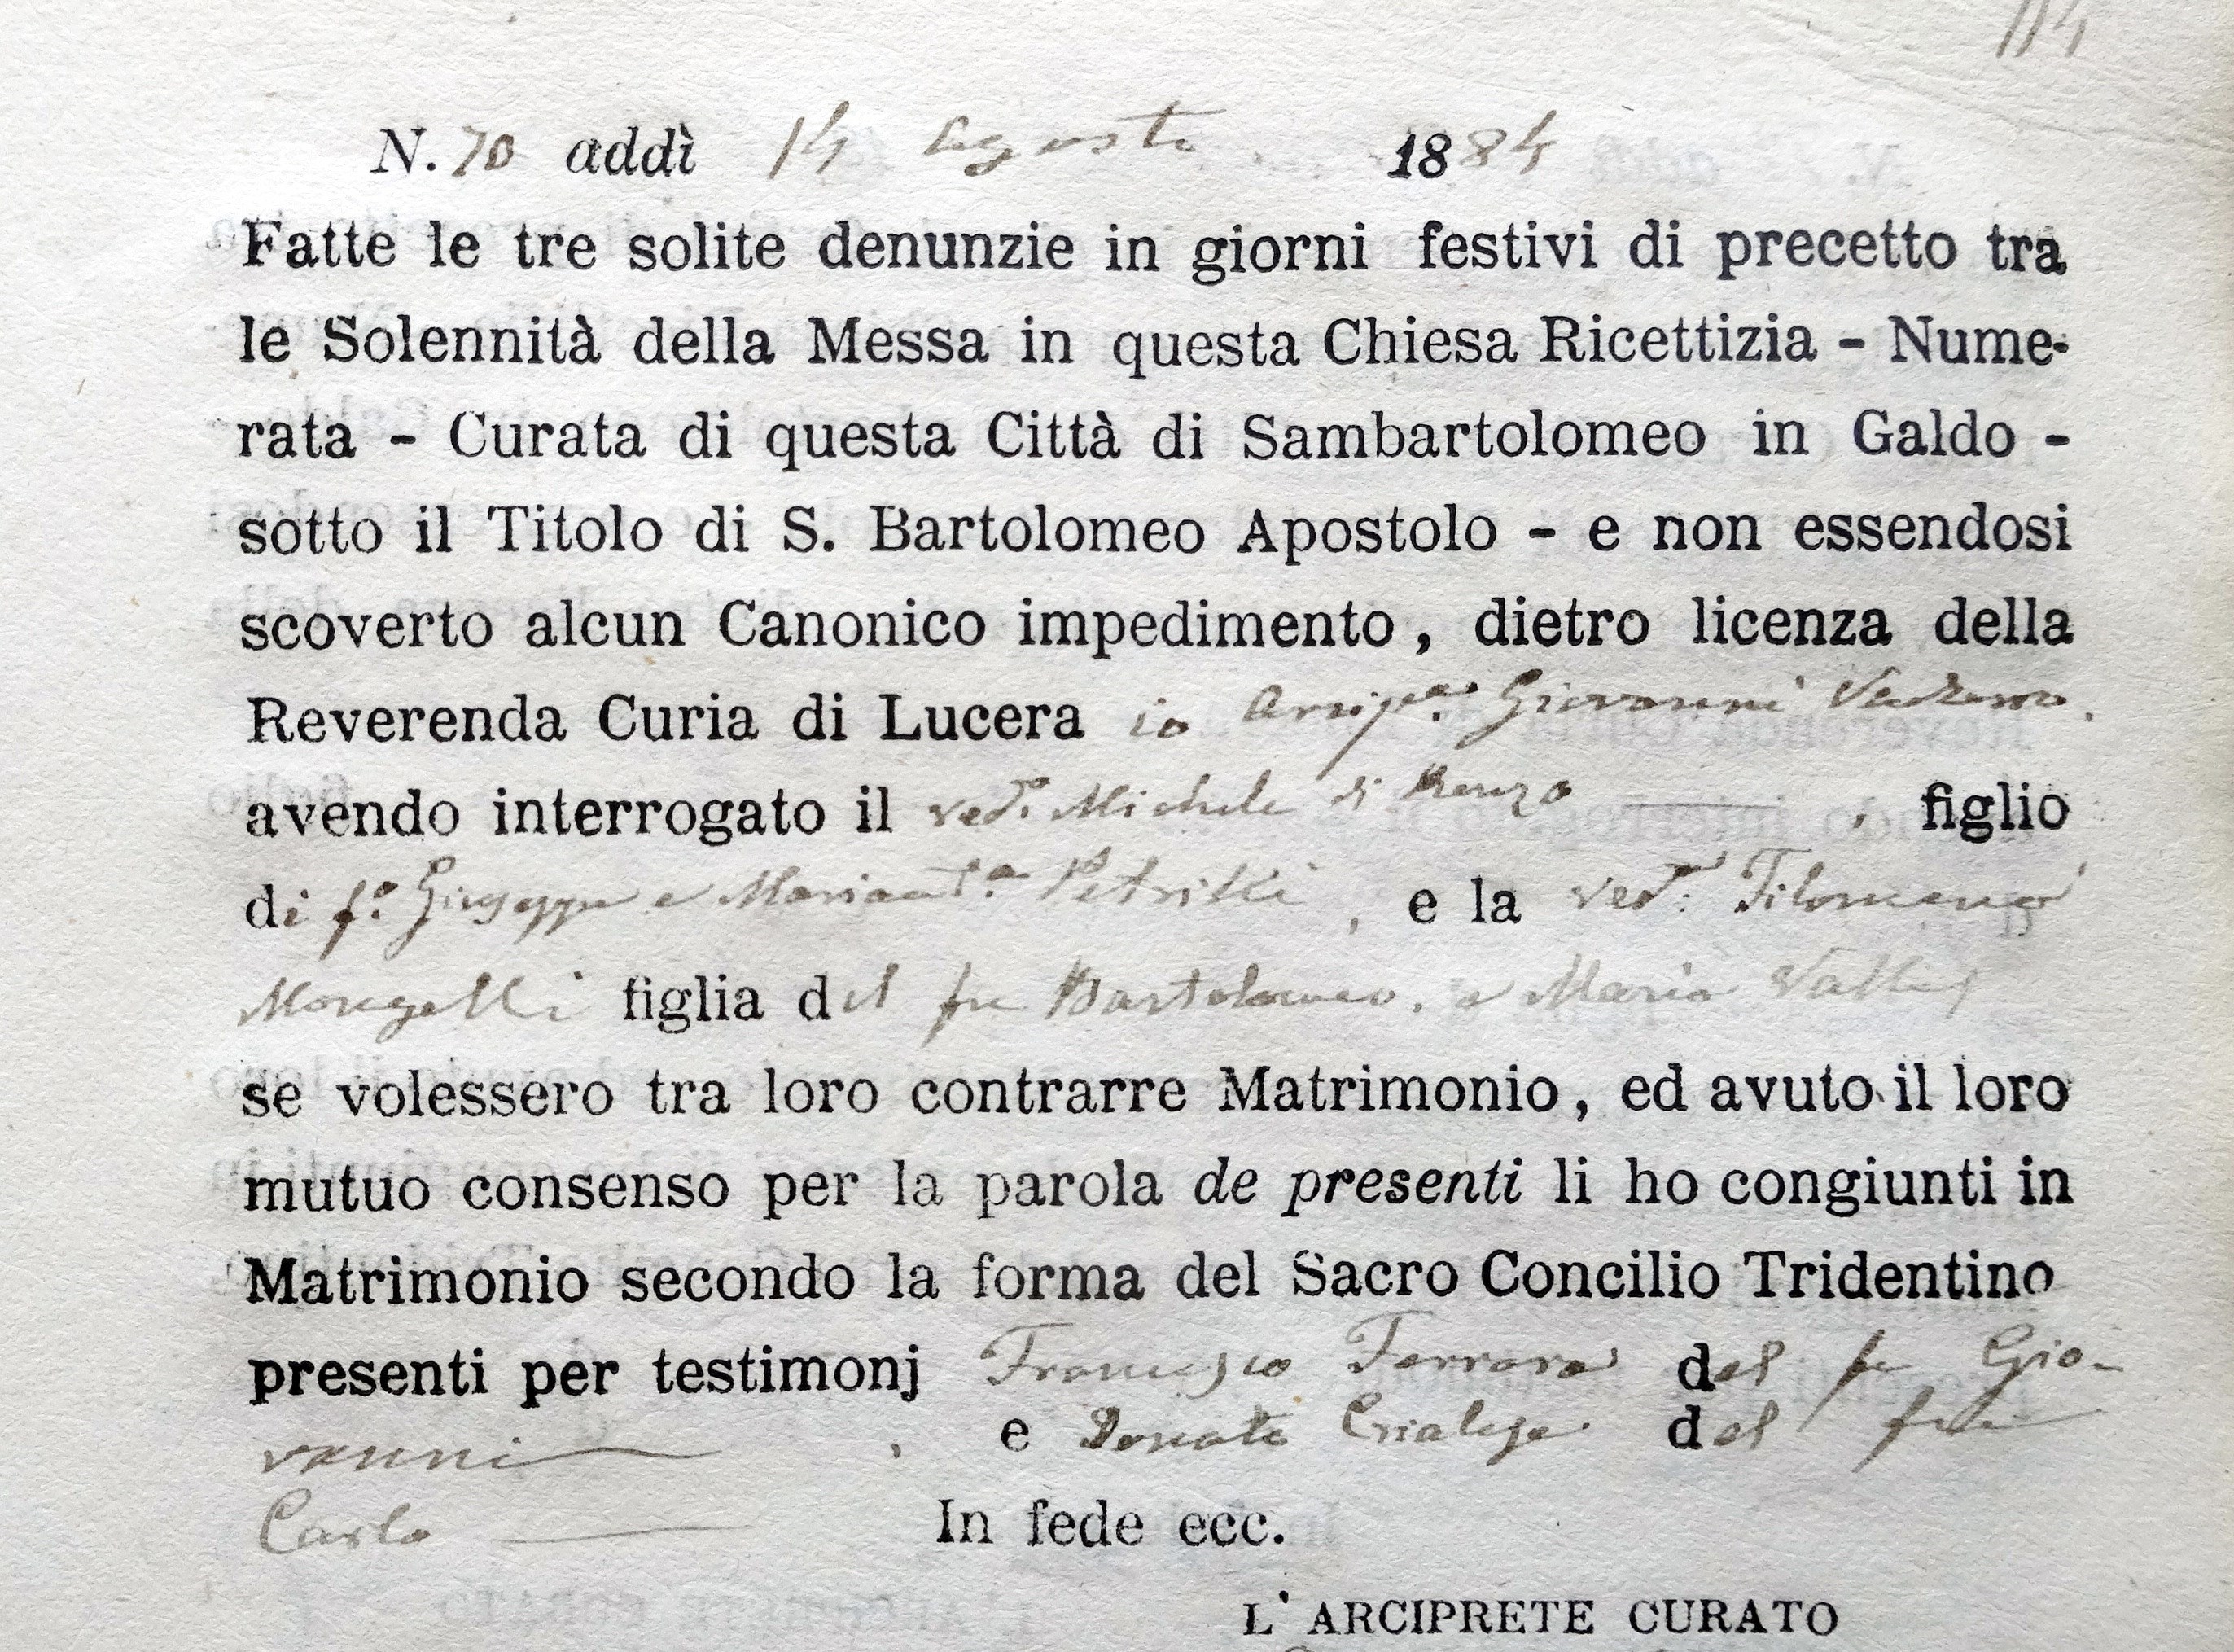 114
N. 70 addì 14 Agosto 1884
Fatte le tre solite denunzie in giorni festivi di precetto tra
le Solennità della Messa in questa Chiesa Ricettizia - Nume-
rata - Curata di questa Città di Sambartolomeo in Galdo -
sotto il Titolo di S. Bartolomeo Apostolo - e non essendosi
scoverto alcun Canonico impedimento, dietro licenza della
Reverenda Curia di Lucera io Giovanni
avendo interrogato il ved.º Michele di Renzo, figlio
di f.º Giuseppe e Mariant.ª Petrilli, e la ved.ª Filomena
Mongelli figlia del fu Bartolomeo, e Maria
se volessero tra loro contrarre Matrimonio, ed avuto il loro
mutuo consenso per la parola de presenti li ho congiunti in
Matrimonio secondo la forma del Sacro Concilio Tridentino
presenti per testimonj Francesco Ferrara del fu Gio-
vanni, e Donato del fu
Carlo In fede ecc.
L'ARCIPRETE CURATO